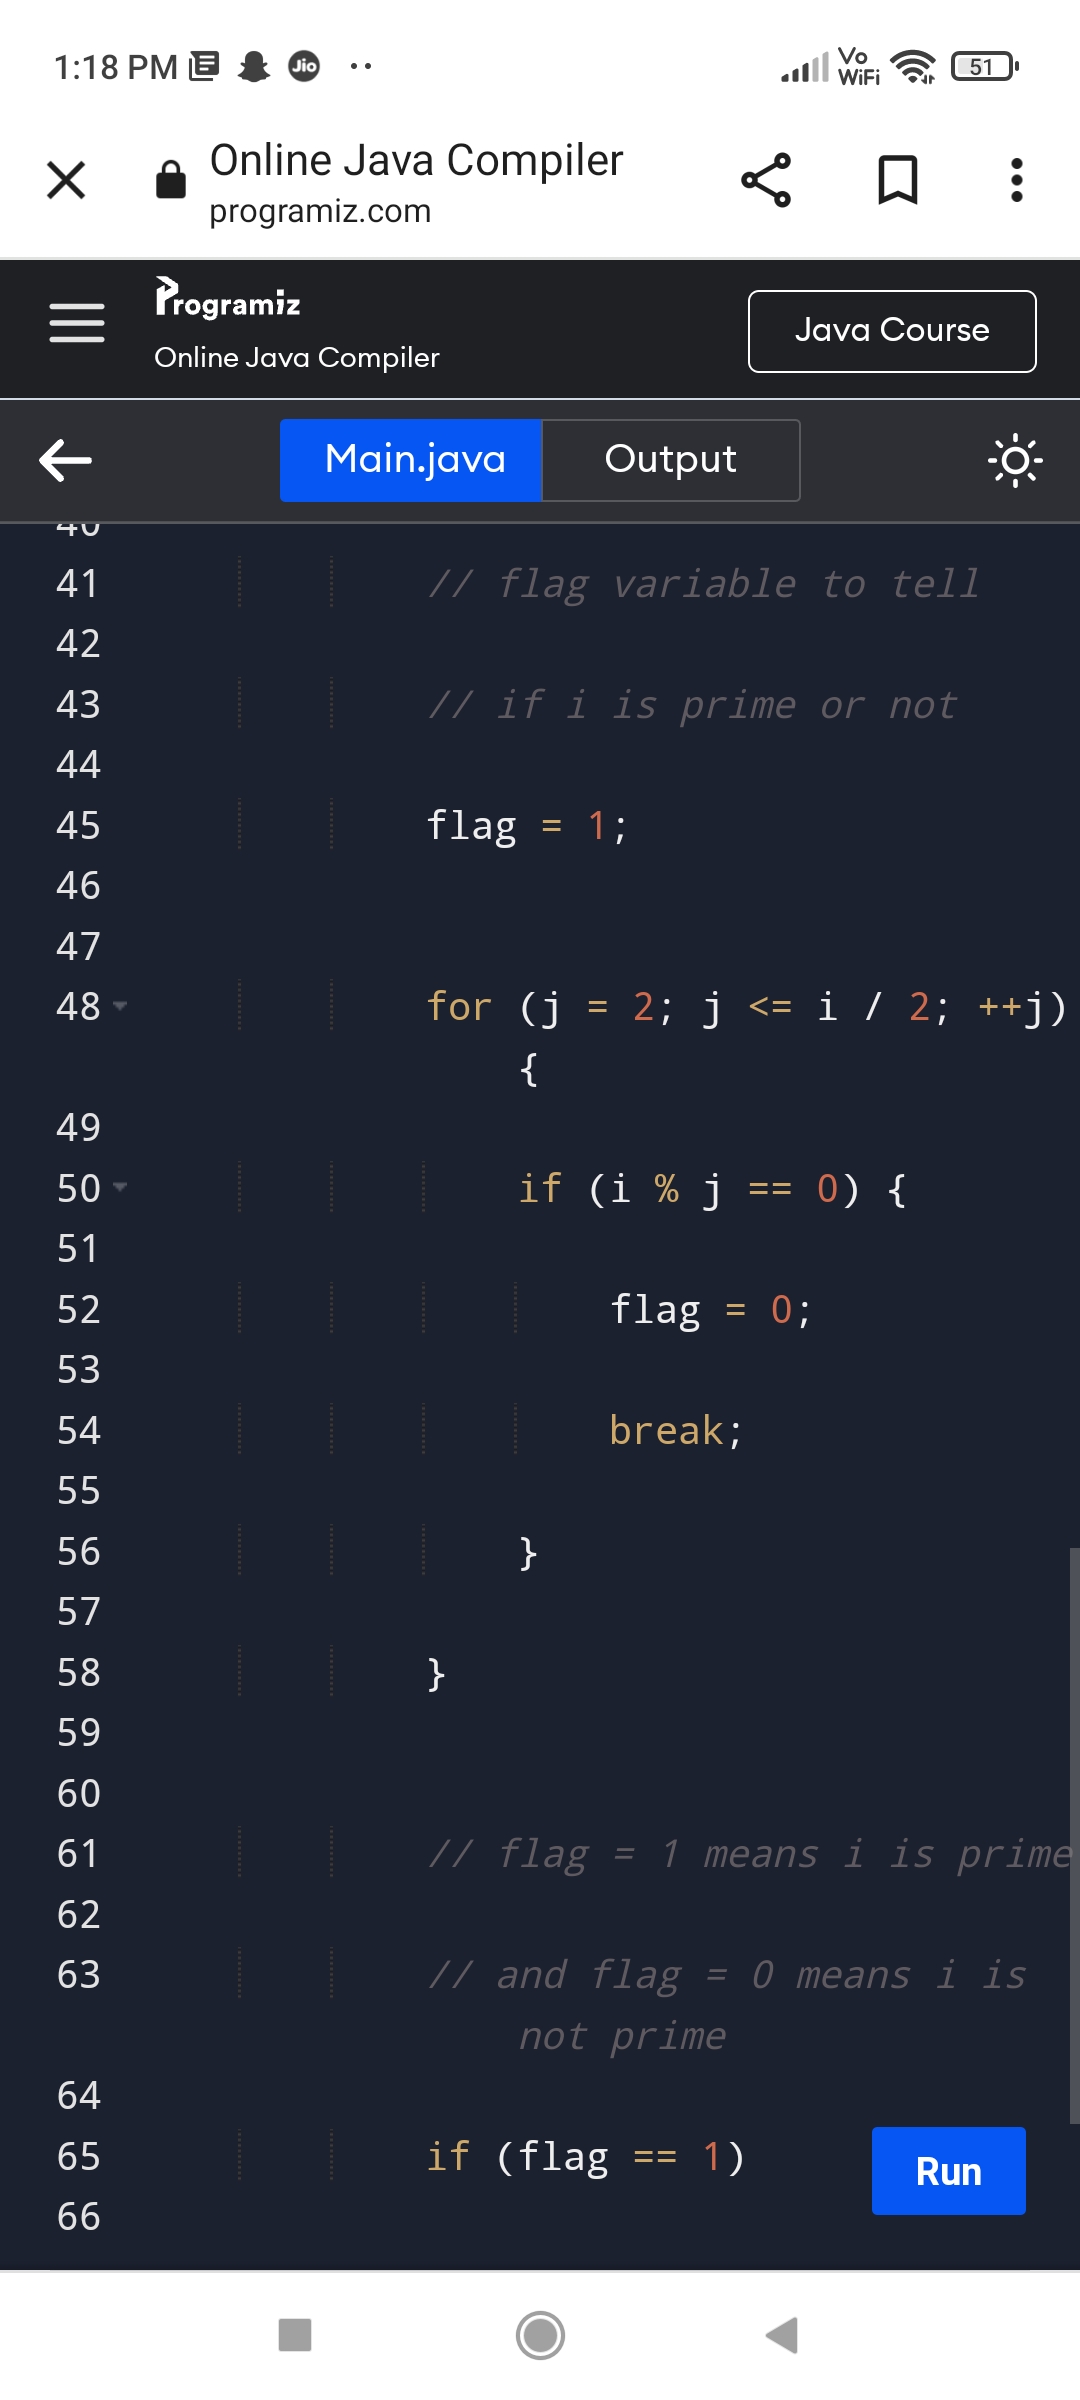 1:18 PM Jio Vo WiFi 51
Online Java Compiler
programiz.com
Programiz
Online Java Compiler
Java Course
Main.java Output
40
41 // flag variable to tell
42
43 // if i is prime or not
44
45 flag = 1;
46
47
48 for (j = 2; j <= i / 2; ++j)
{
49
50 if (i % j == 0) {
51
52 flag = 0;
53
54 break;
55
56 }
57
58 }
59
60
61 // flag = 1 means i is prime
62
63 // and flag = 0 means i is
not prime
64
65 if (flag == 1)
Run
66